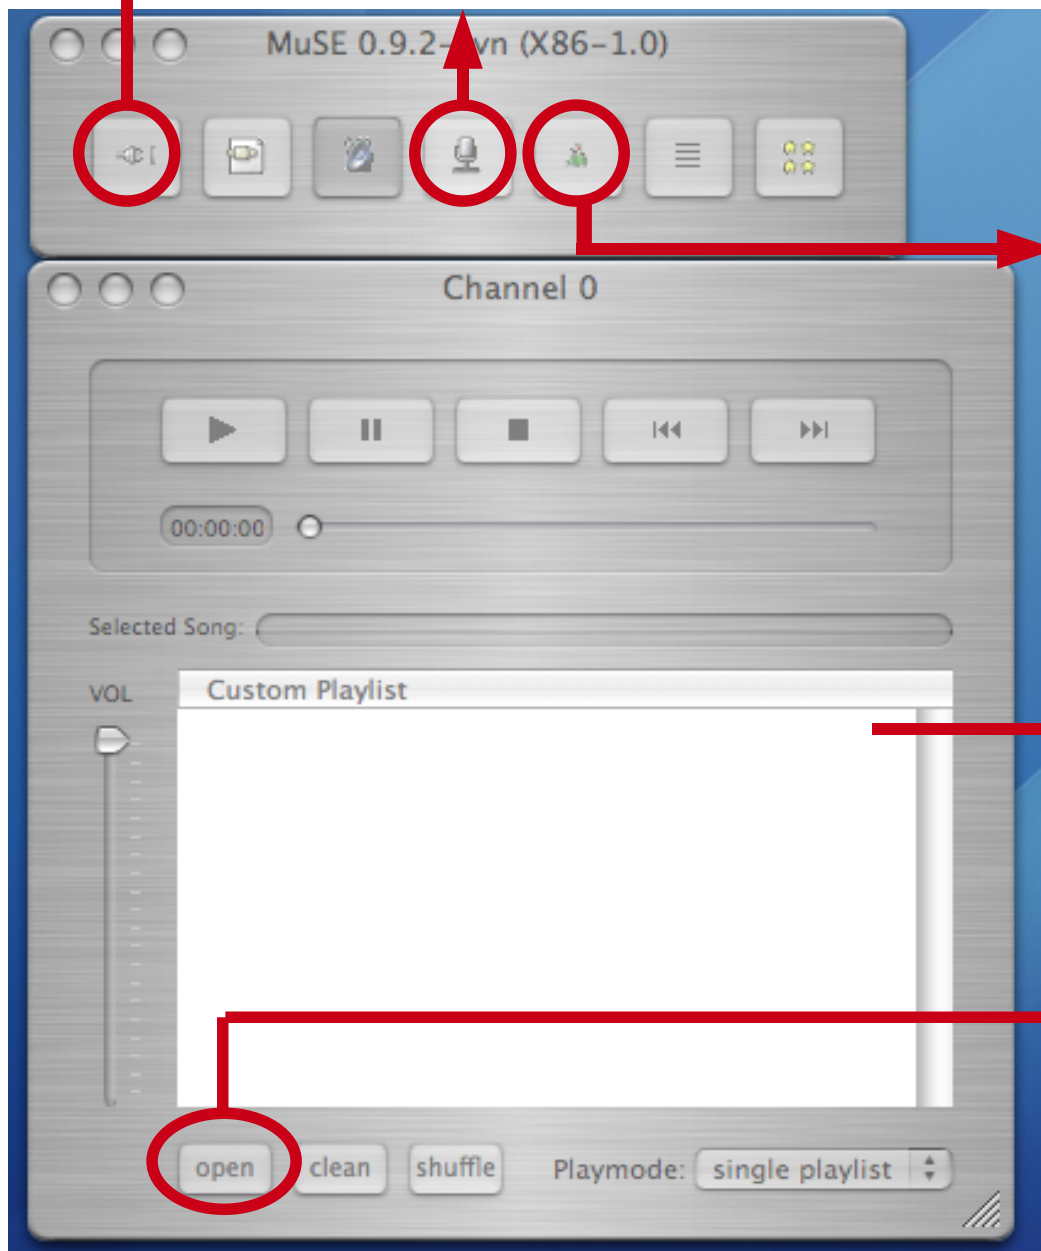 MuSE 0.9.2- vn (X86-1.0)
Channel 0
00:00:00
Selected Song:
VOL
Custom Playlist
open clean shuffle Playmode: single playlist